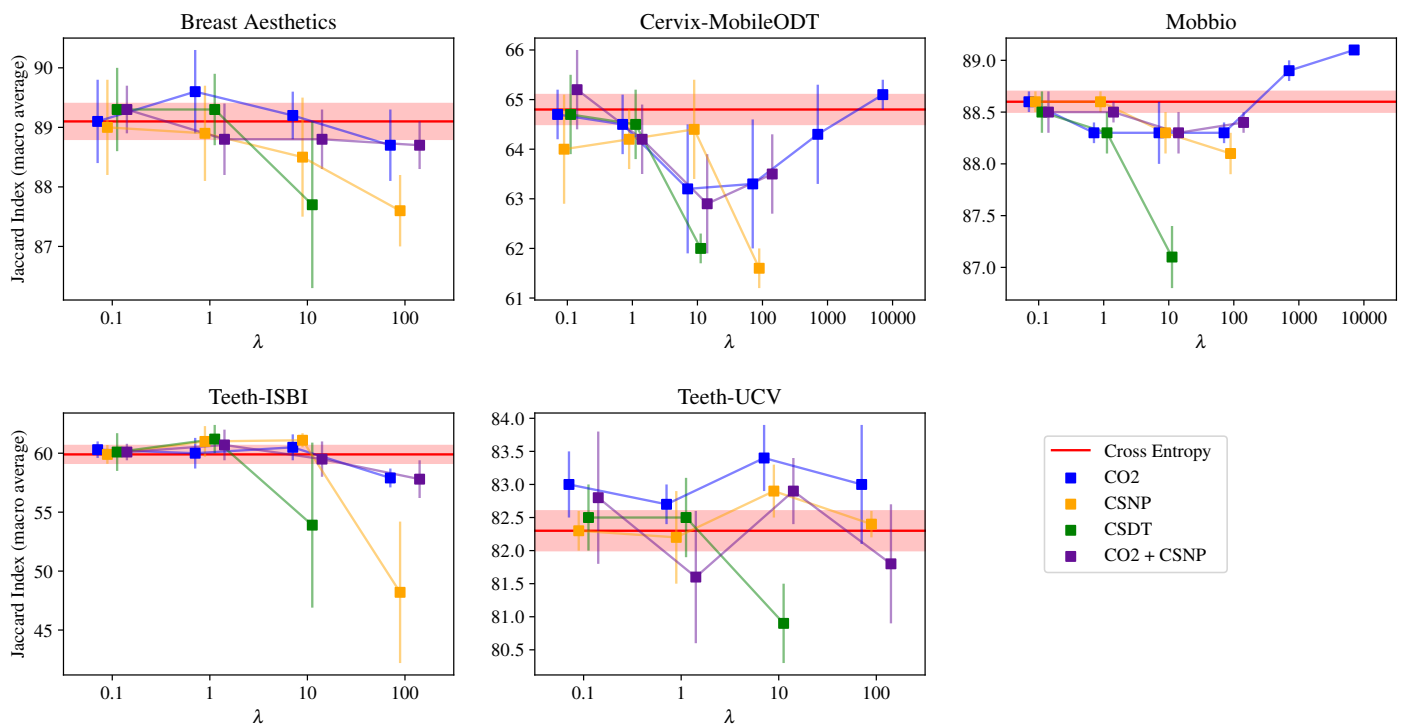 Breast Aesthetics
Jaccard Index (macro average)
90
89
88
87
0.1 1 10 100
λ
Cervix-MobileODT
66
65
64
63
62
61
0.1 1 10 100 1000 10000
λ
Mobbio
89.0
88.5
88.0
87.5
87.0
0.1 1 10 100 1000 10000
λ
Teeth-ISBI
Jaccard Index (macro average)
60
55
50
45
0.1 1 10 100
λ
Teeth-UCV
84.0
83.5
83.0
82.5
82.0
81.5
81.0
80.5
0.1 1 10 100
λ
Cross Entropy
CO2
CSNP
CSDT
CO2 + CSNP